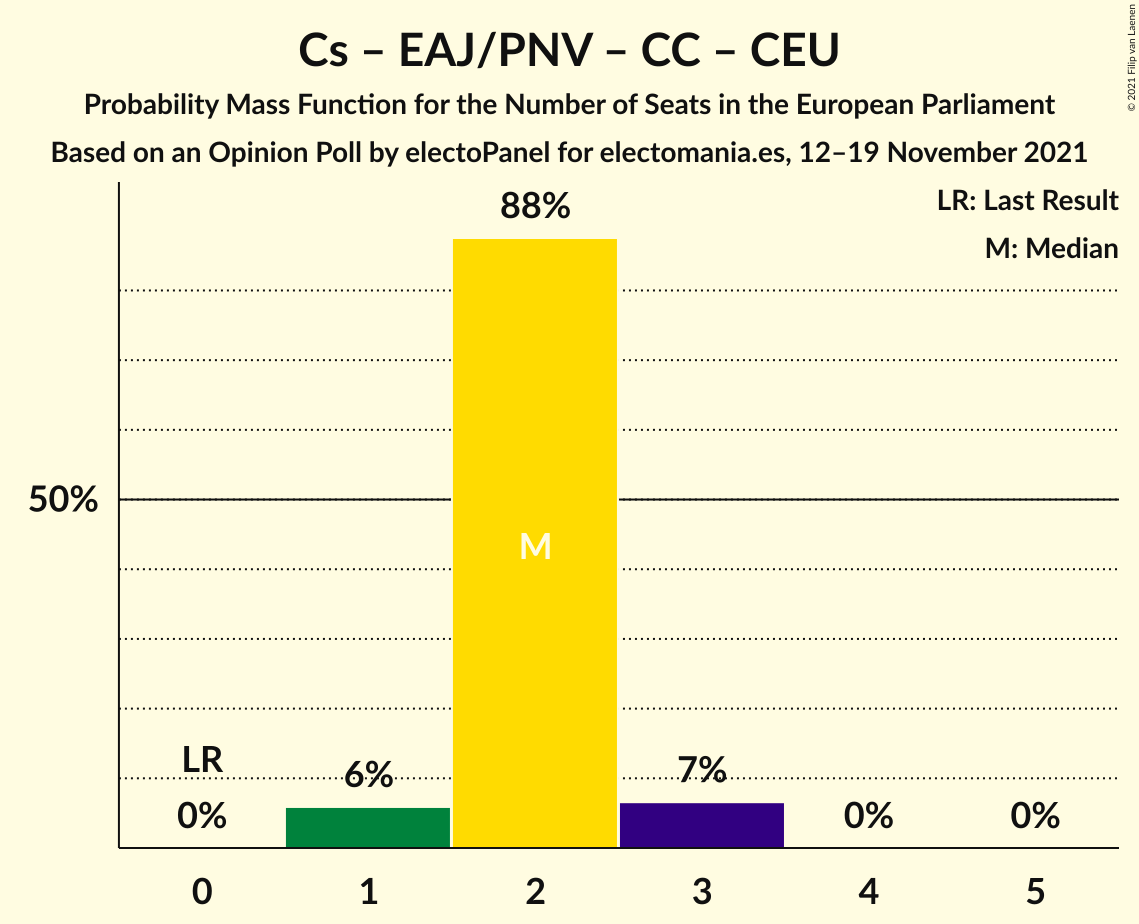 Cs – EAJ/PNV – CC – CEU
Probability Mass Function for the Number of Seats in the European Parliament
Based on an Opinion Poll by electoPanel for electomania.es, 12–19 November 2021
© 2021 Filip van Laenen
LR: Last Result
M: Median
88%
50%
M
LR
0%
6%
7%
0%
0%
0 1 2 3 4 5